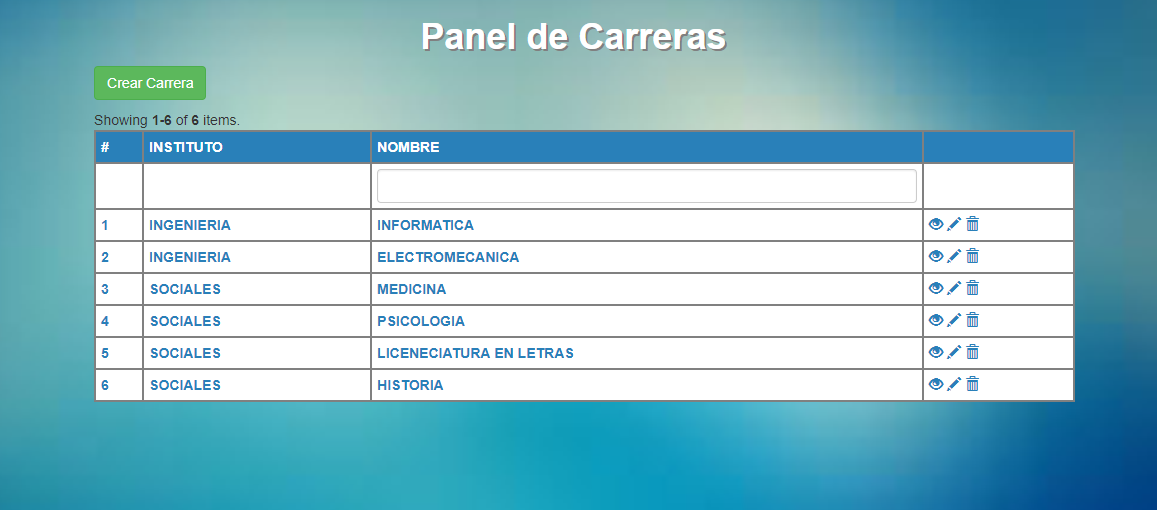 Panel de Carreras
Crear Carrera
Showing 1-6 of 6 items.
# INSTITUTO NOMBRE
1 INGENIERIA INFORMATICA
2 INGENIERIA ELECTROMECANICA
3 SOCIALES MEDICINA
4 SOCIALES PSICOLOGIA
5 SOCIALES LICENECIATURA EN LETRAS
6 SOCIALES HISTORIA